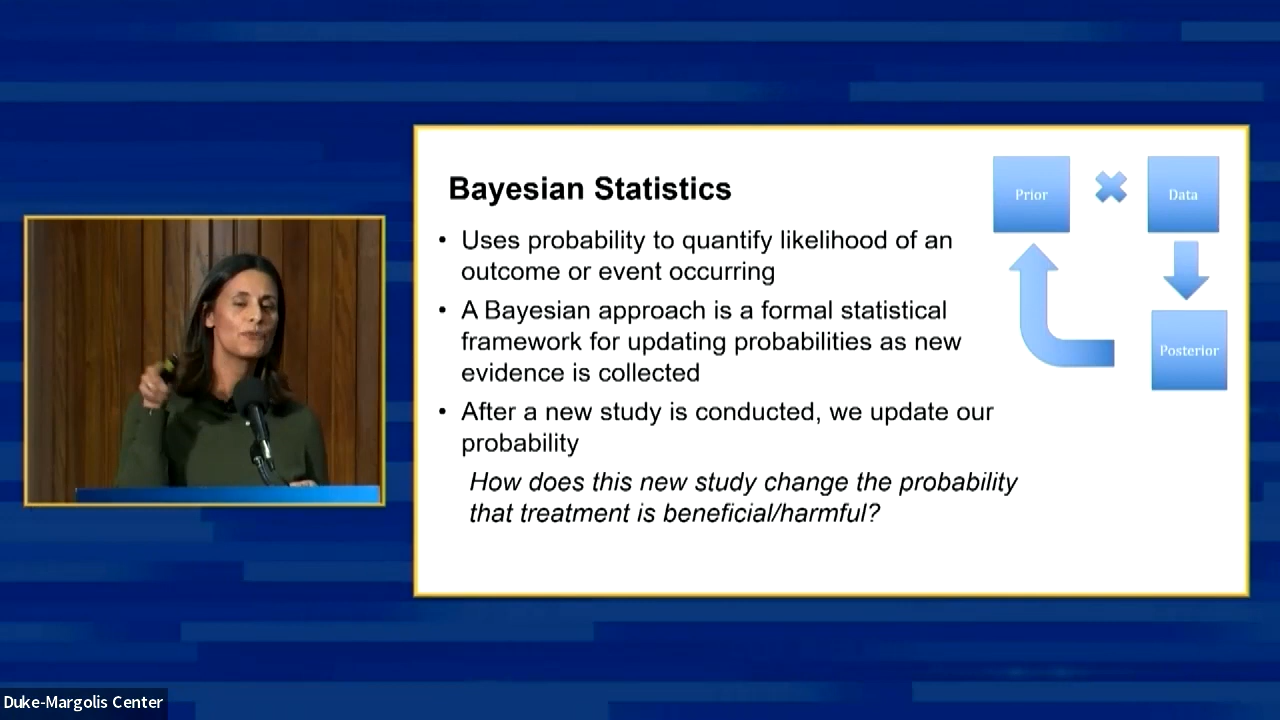 Bayesian Statistics
• Uses probability to quantify likelihood of an
outcome or event occurring
• A Bayesian approach is a formal statistical
framework for updating probabilities as new
evidence is collected
• After a new study is conducted, we update our
probability
How does this new study change the probability
that treatment is beneficial/harmful?
Prior
Data
Posterior
Duke-Margolis Center